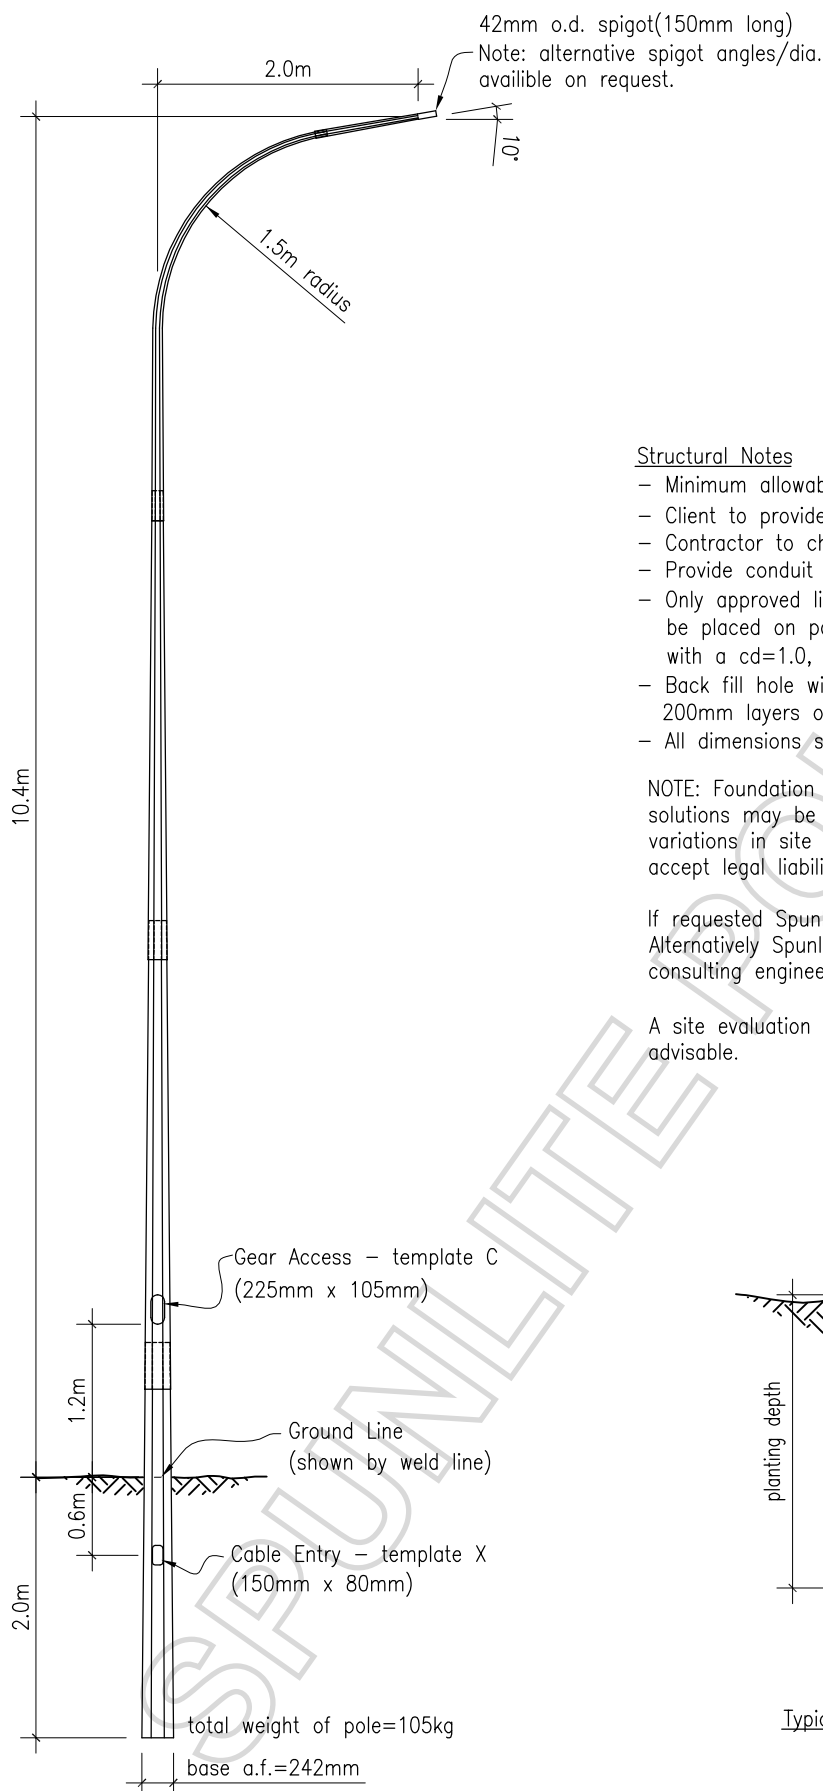 42mm o.d. spigot(150mm long)
Note: alternative spigot angles/dia.
availible on request.
2.0m
10°
1.5m radius
Structural Notes
- Minimum allowab
- Client to provide
- Contractor to ch
- Provide conduit
- Only approved li
be placed on po
with a cd=1.0,
- Back fill hole wi
200mm layers o
- All dimensions s
10.4m
NOTE: Foundation
solutions may be
variations in site
accept legal liabili
If requested Spun
Alternatively Spunl
consulting enginee
A site evaluation
advisable.
Gear Access - template C
(225mm x 105mm)
1.2m
Ground Line
(shown by weld line)
planting depth
0.6m
Cable Entry - template X
(150mm x 80mm)
2.0m
Typic
total weight of pole=105kg
base a.f.=242mm
SPUNLITE PO